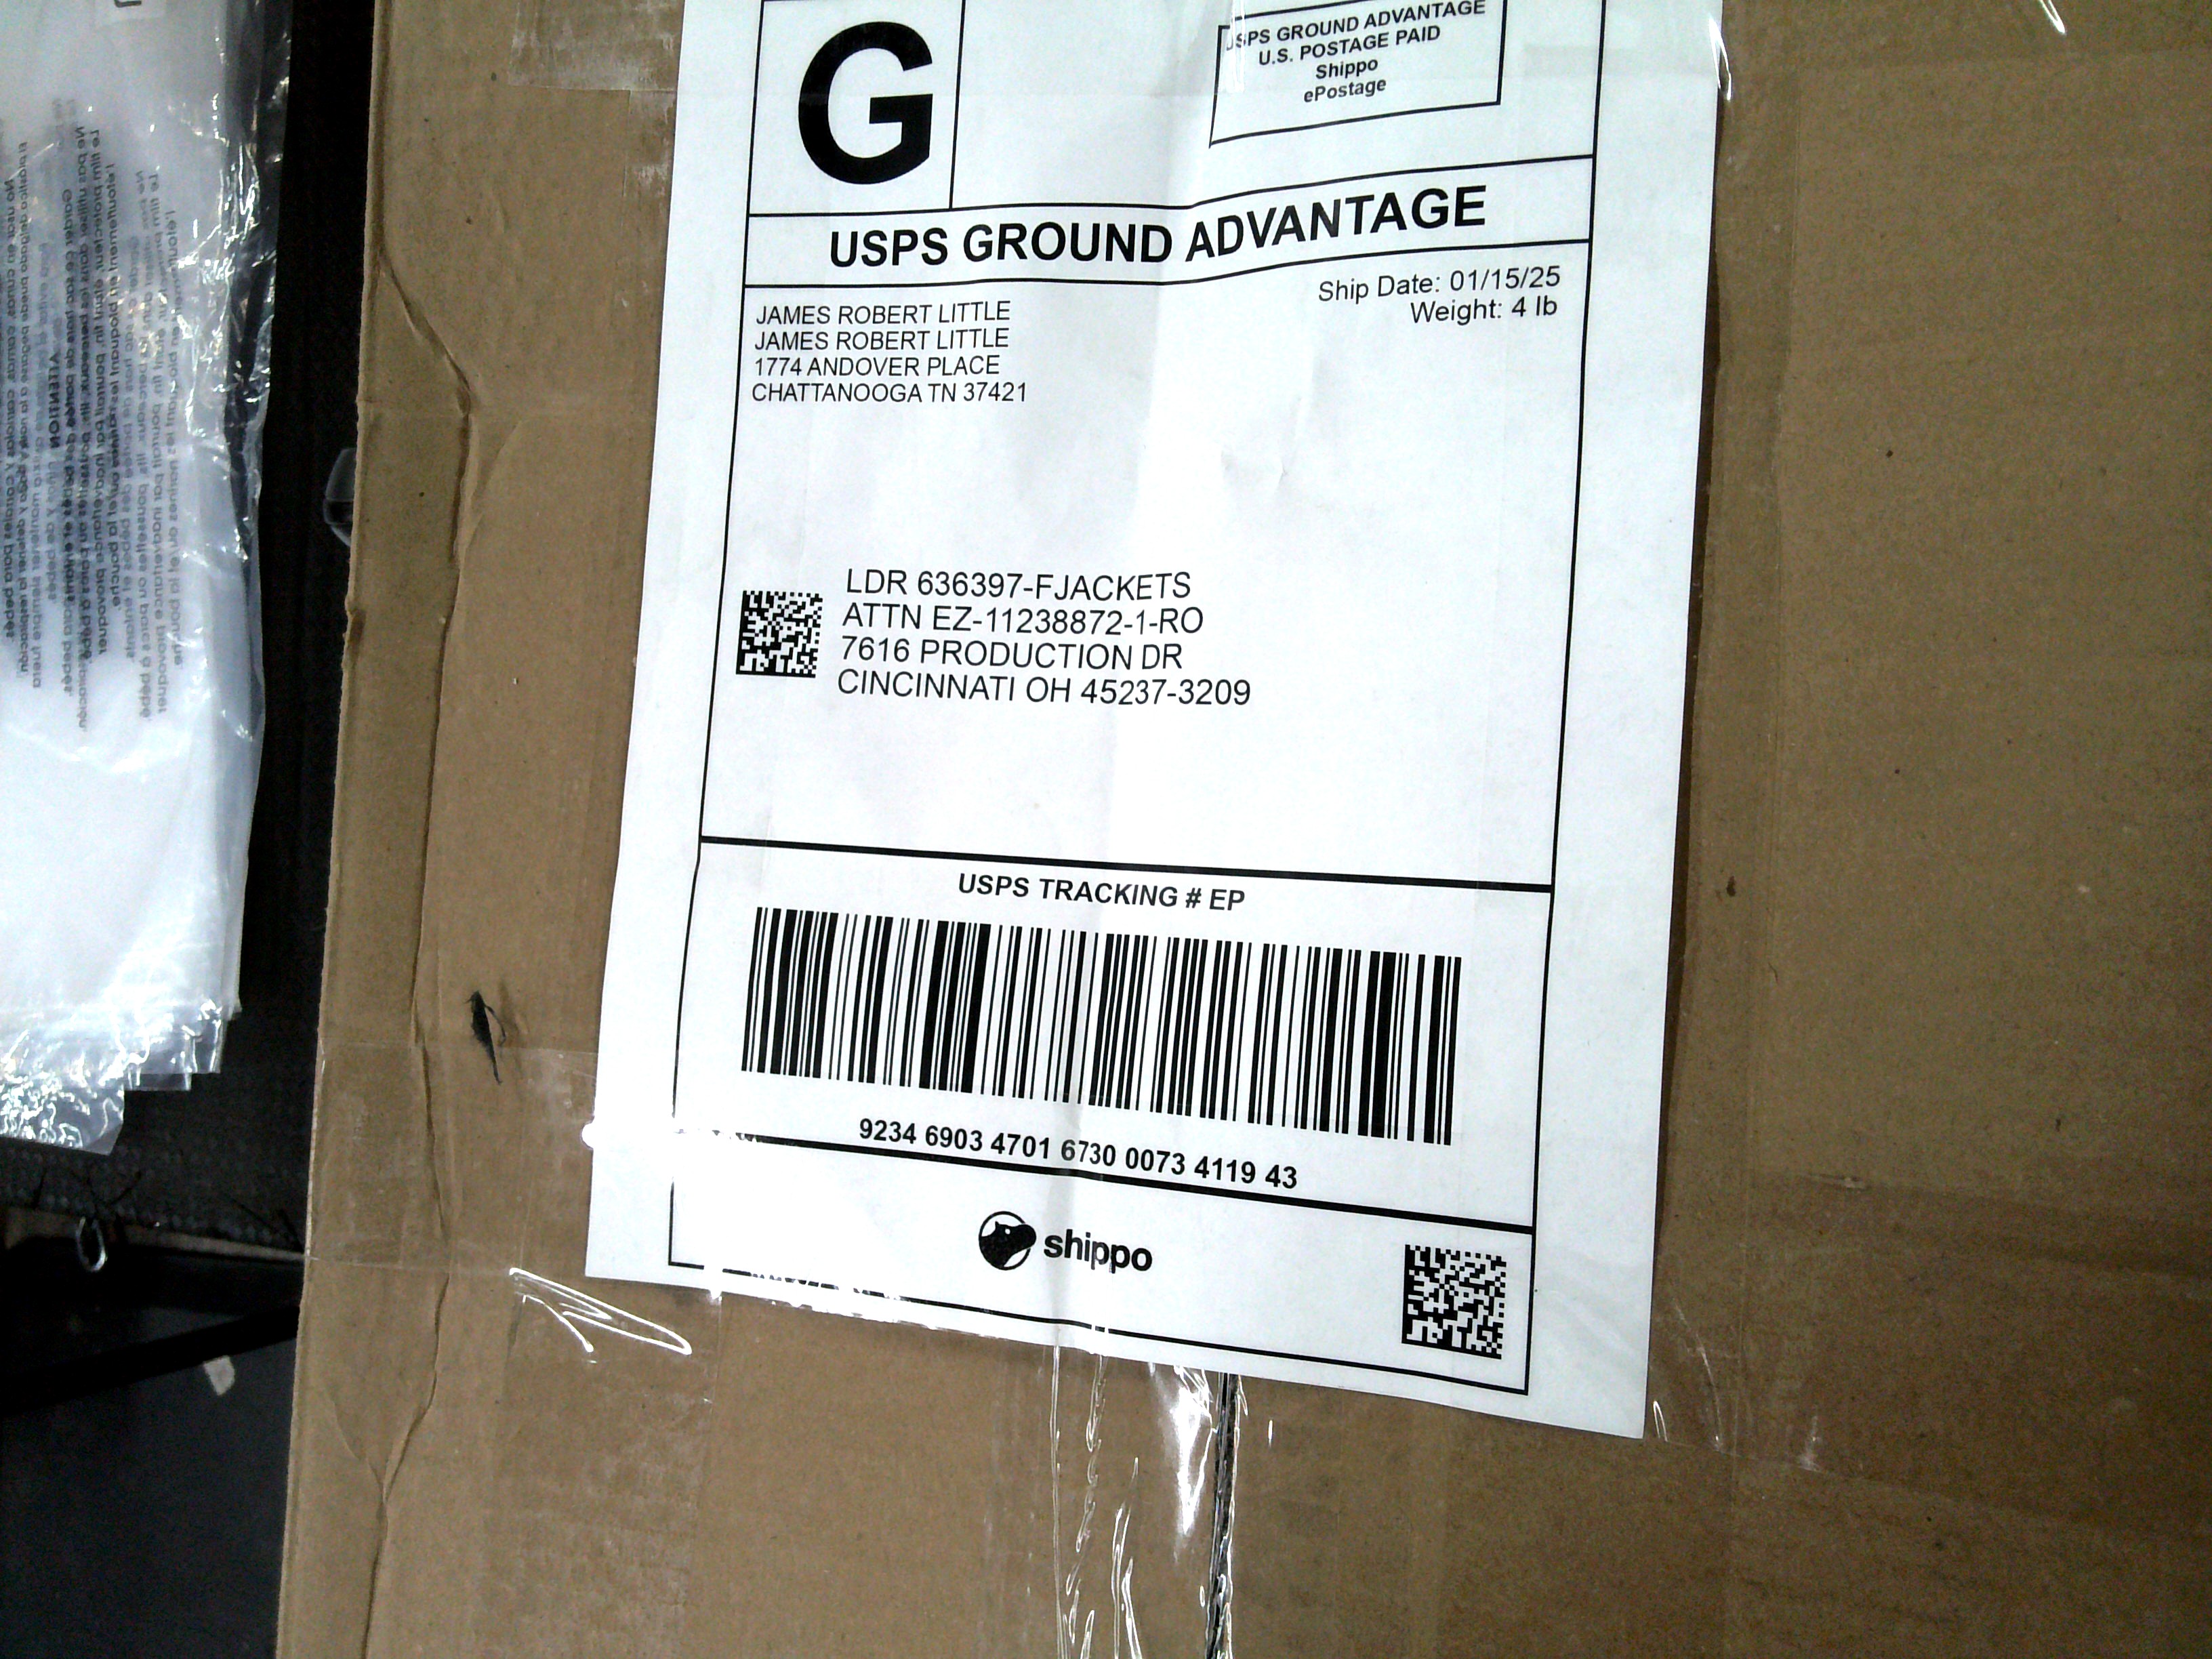 G
USPS GROUND ADVANTAGE
U.S. POSTAGE PAID
Shippo
ePostage
USPS GROUND ADVANTAGE
Ship Date: 01/15/25
Weight: 4 lb
JAMES ROBERT LITTLE
JAMES ROBERT LITTLE
1774 ANDOVER PLACE
CHATTANOOGA TN 37421
LDR 636397-FJACKETS
ATTN EZ-11238872-1-RO
7616 PRODUCTION DR
CINCINNATI OH 45237-3209
USPS TRACKING # EP
9234 6903 4701 6730 0073 4119 43
shippo